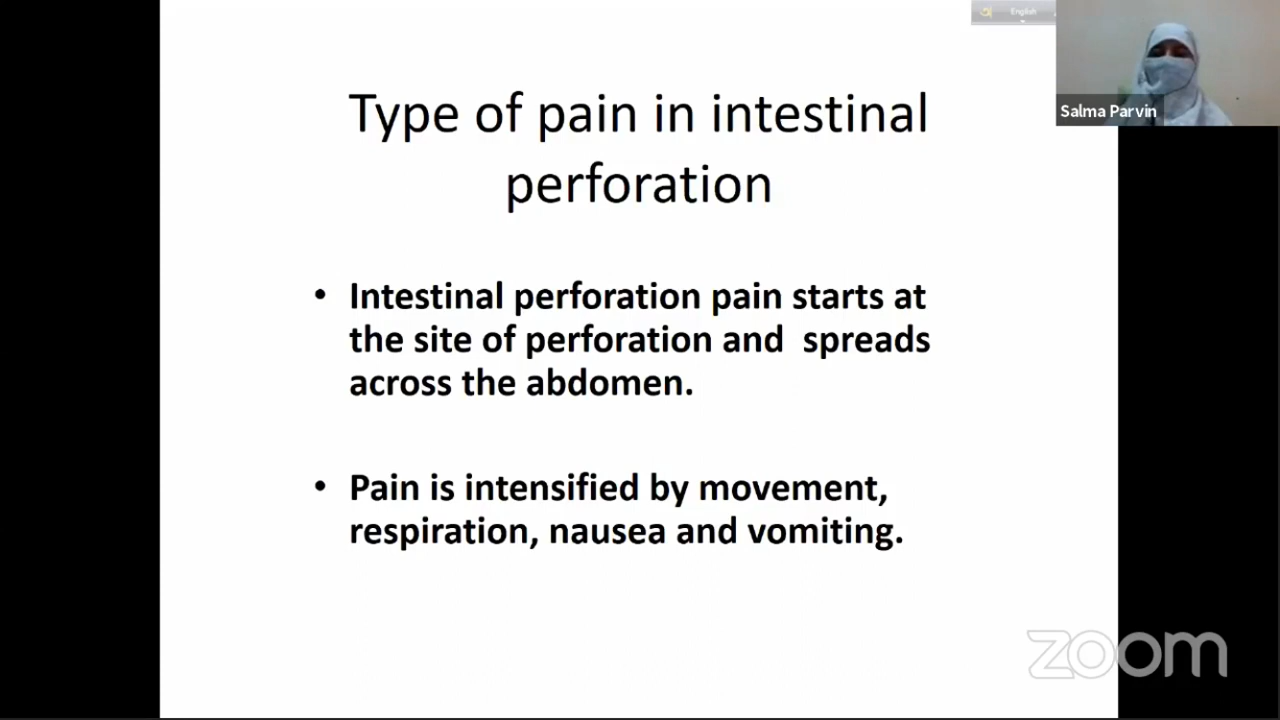 অ English
Salma Parvin
Type of pain in intestinal
perforation
• Intestinal perforation pain starts at
the site of perforation and spreads
across the abdomen.
• Pain is intensified by movement,
respiration, nausea and vomiting.
zoom